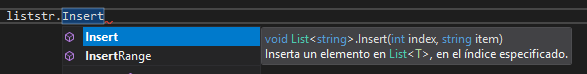 liststr.Insert
Insert
InsertRange
void List<string>.Insert(int index, string item)
Inserta un elemento en List<T>, en el índice especificado.